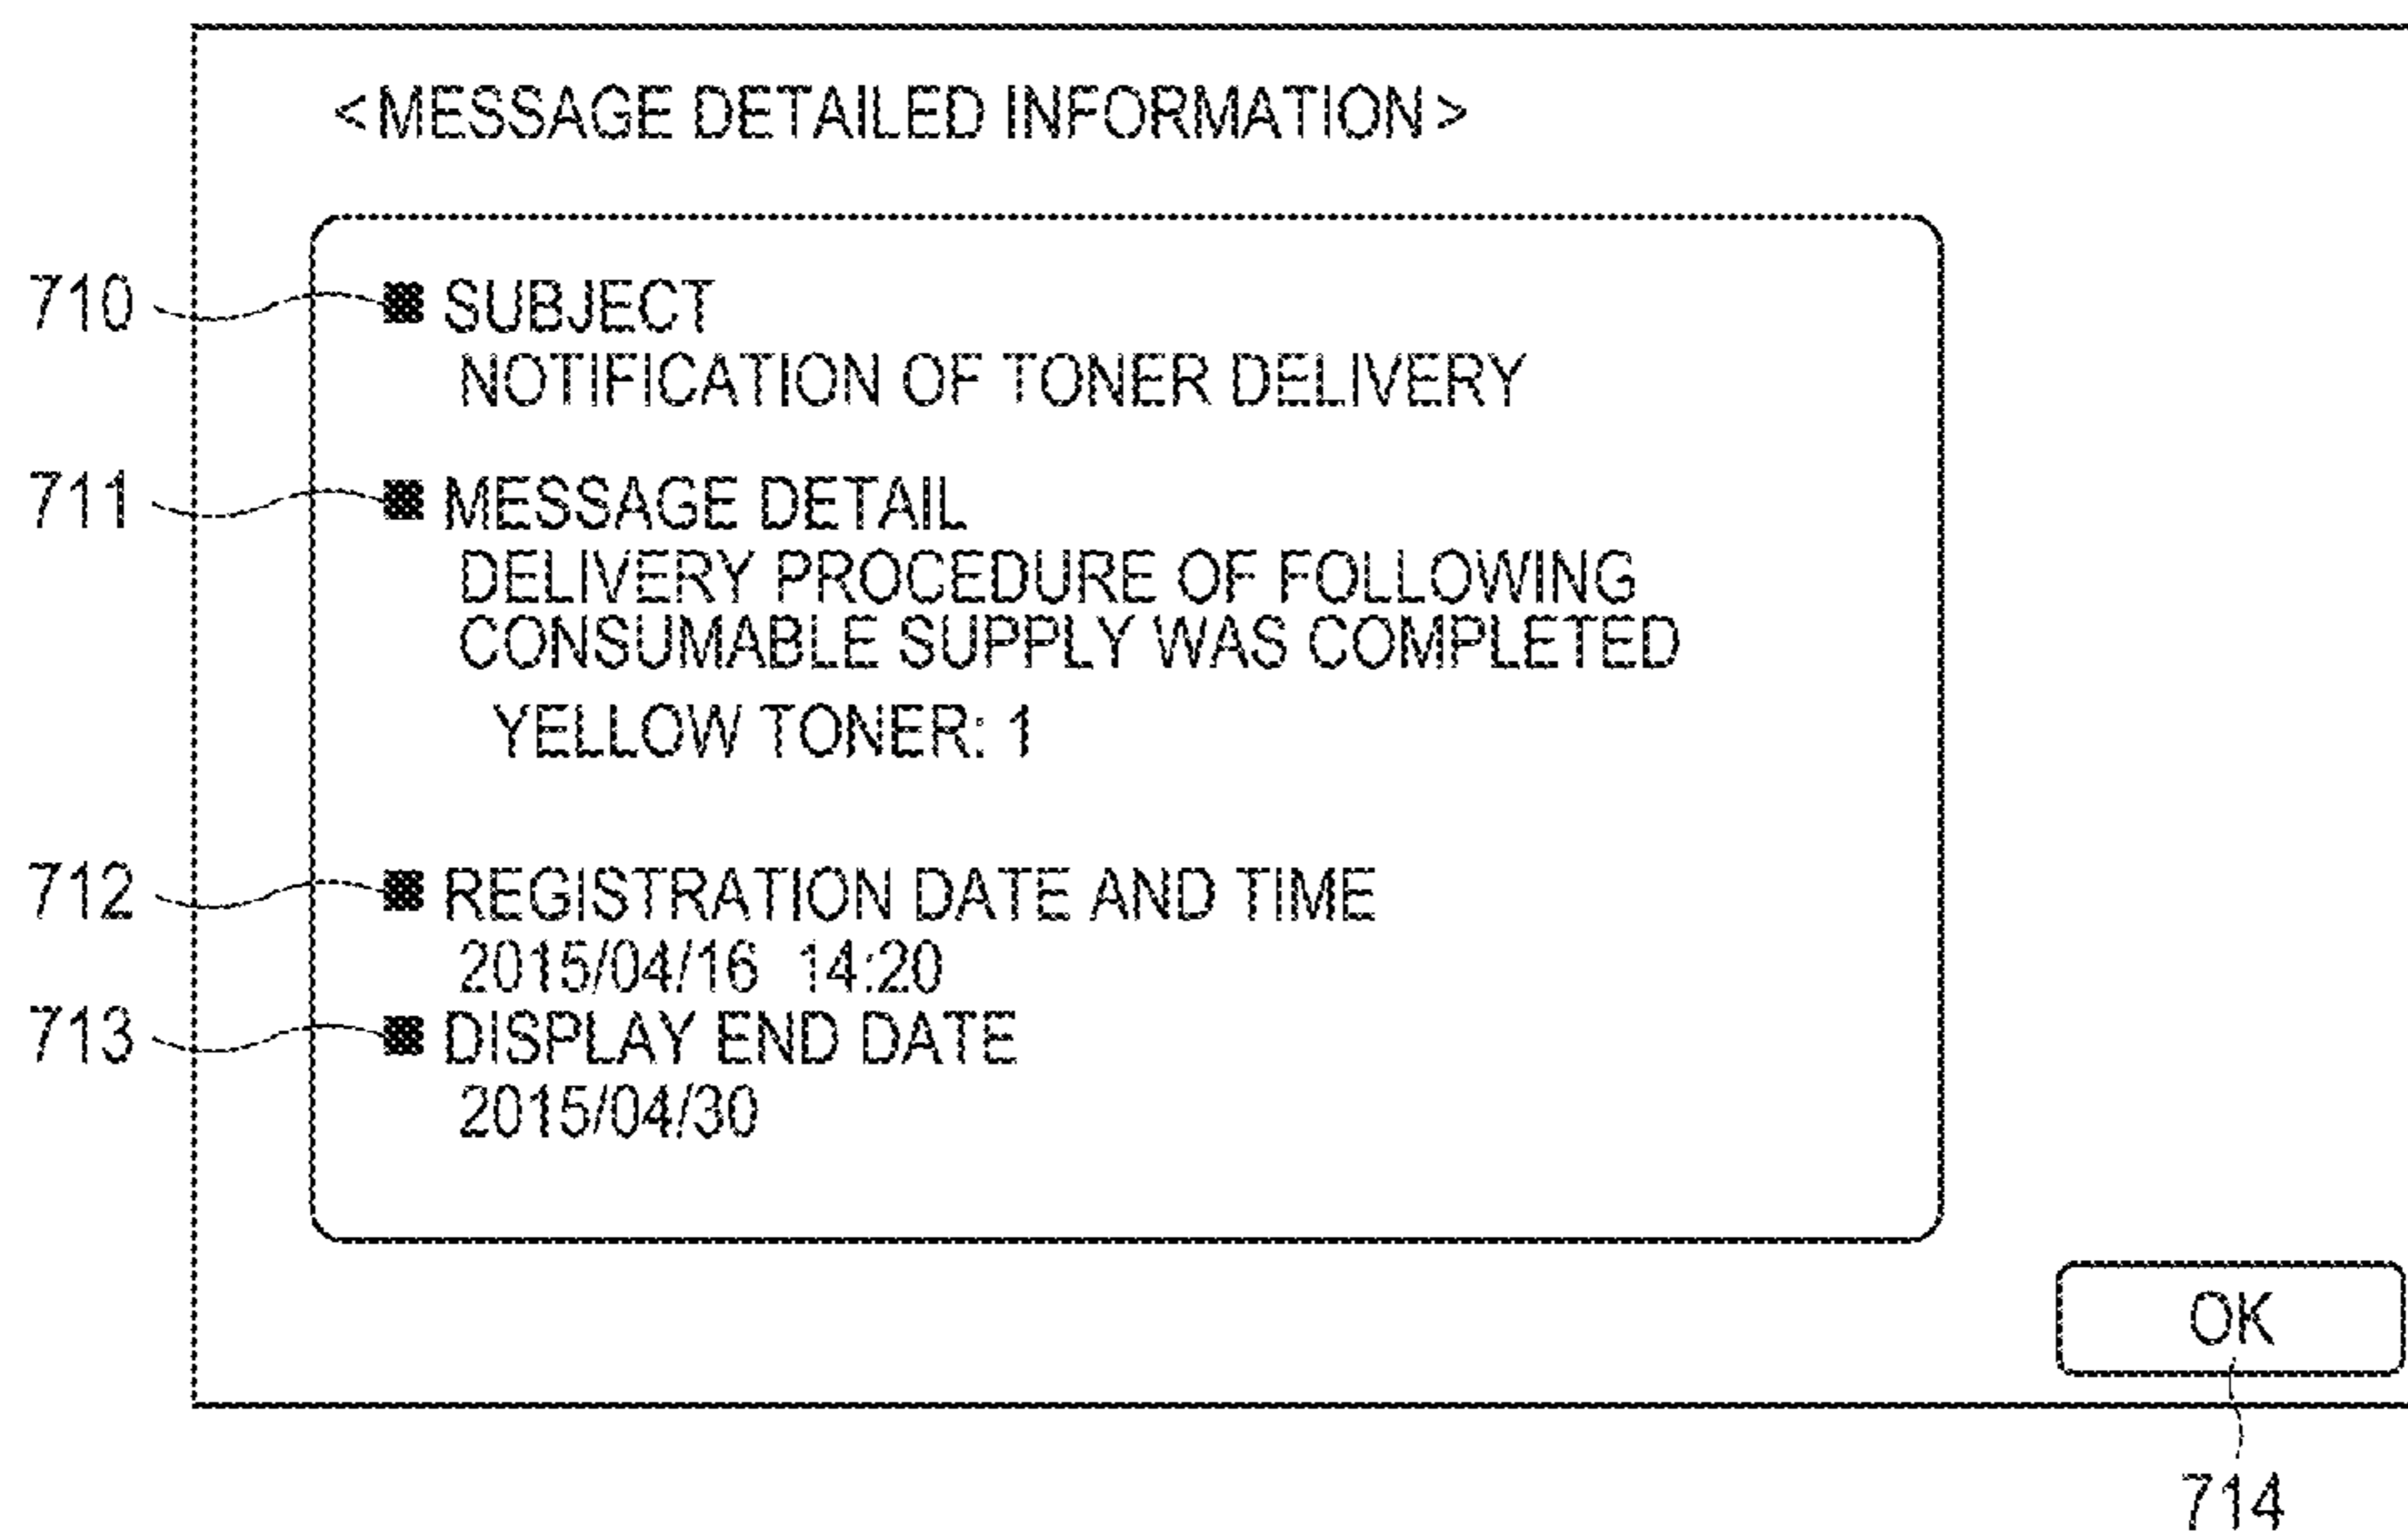 <MESSAGE DETAILED INFORMATION>
710 ■ SUBJECT
NOTIFICATION OF TONER DELIVERY
711 ■ MESSAGE DETAIL
DELIVERY PROCEDURE OF FOLLOWING
CONSUMABLE SUPPLY WAS COMPLETED
YELLOW TONER: 1
712 ■ REGISTRATION DATE AND TIME
2015/04/16 14:20
713 ■ DISPLAY END DATE
2015/04/30
OK
714